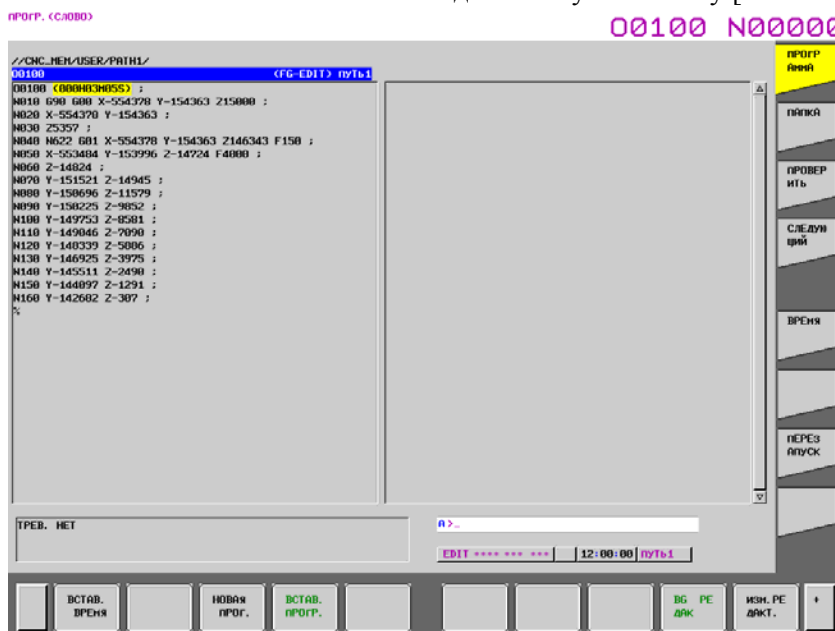 ПРОГР. (СЛОВО)
O0100 N00000
//CNC_MEM/USER/PATH1/
O0100 (FG-EDIT) ПУТЬ1
O0100 (000H03M05S) ;
N010 G90 G00 X-554378 Y-154363 Z15000 ;
N020 X-554378 Y-154363 ;
N030 Z5357 ;
N040 N622 G01 X-554378 Y-154363 Z146343 F150 ;
N050 X-553484 Y-153996 Z-14724 F4000 ;
N060 Z-14824 ;
N070 Y-151521 Z-14945 ;
N080 Y-150696 Z-11579 ;
N090 Y-150225 Z-9852 ;
N100 Y-149753 Z-8581 ;
N110 Y-149046 Z-7090 ;
N120 Y-148339 Z-5806 ;
N130 Y-146925 Z-3975 ;
N140 Y-145511 Z-2490 ;
N150 Y-144097 Z-1291 ;
N160 Y-142682 Z-307 ;
%
ТРЕВ. НЕТ
A>_
EDIT **** *** *** 12:00:00 ПУТЬ1
ПРОГР
АММА
ПАПКА
ПРОВЕР
ИТЬ
СЛЕДУЮ
ЩИЙ
ВРЕМЯ
ПЕРЕЗ
АПУСК
ВСТАВ.
ВРЕМЯ
НОВАЯ
ПРОГ.
ВСТАВ.
ПРОГР.
BG РЕ
ДАК
ИЗМ. РЕ
ДАКТ.
+